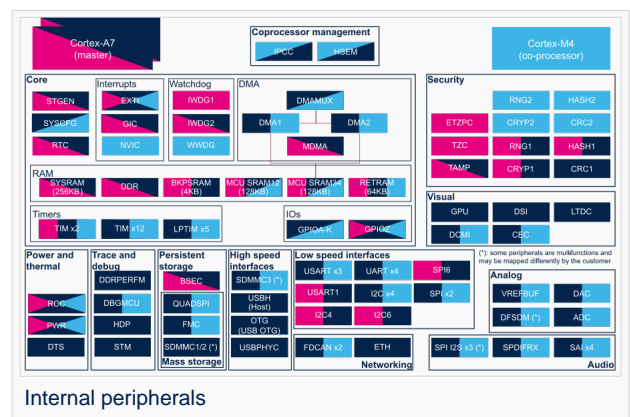 Cortex-A7
(master)
Coprocessor management
IPCC
HSEM
Cortex-M4
(co-processor)
Core
STGEN
SYSCFG
RTC
Interrupts
EXTI
GIC
NVIC
Watchdog
IWDG1
IWDG2
WWDG
DMA
DMAMUX
DMA1
DMA2
MDMA
Security
RNG2
HASH2
ETZPC
CRYP2
CRC2
TZC
RNG1
HASH1
TAMP
CRYP1
CRC1
RAM
SYSRAM
(256KB)
DDR
BKPSRAM
(4KB)
MCU SRAM12
(128KB)
MCU SRAM34
(128KB)
RETRAM
(64KB)
Timers
TIM x2
TIM x12
LPTIM x5
IOs
GPIOA-K
GPIOZ
Visual
GPU
DSI
LTDC
DCMI
CEC
(*): some peripherals are multifunctions and
may be mapped differently by the customer
Power and
thermal
ROC
PWR
DTS
Trace and
debug
DDRPERFM
DBGMCU
HDP
STM
Persistent
storage
BSEC
QUADSPI
FMC
SDMMC1/2 (*)
Mass storage
High speed
interfaces
SDMMC3 (*)
USBH
(Host)
OTG
(USB OTG)
USBPHYC
Low speed interfaces
USART x3
UART x4
SPI6
USART1
I2C x4
SPI x2
I2C4
I2C6
Analog
VREFBUF
DAC
DFSDM (*)
ADC
FDCAN x2
ETH
Networking
SPI I2S x3 (*)
SPDIFRX
SAI x4
Audio
Internal peripherals